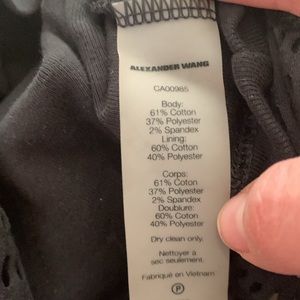 ALEXANDER WANG
CA00985
Body:
61% Cotton
37% Polyester
2% Spandex
Lining:
60% Cotton
40% Polyester
Corps:
61% Coton
37% Polyester
2% Spandex
Doublure:
60% Coton
40% Polyester
Dry clean only.
Nettoyer a
sec seulement.
Fabriqué en Vietnam
P